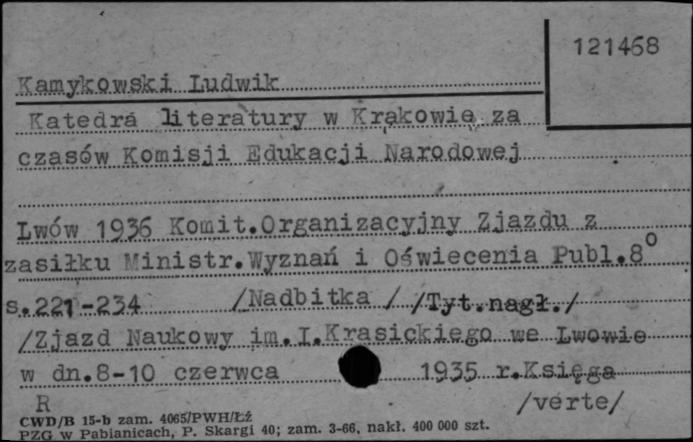 121468
Kamykowski Ludwik
Katedra literatury w Krakowie za
czasów Komisji Edukacji Narodowej
Lwów 1936 Komit.Organizacyjny Zjazdu z
zasiłku Ministr.Wyznań i Oświecenia Publ.8°
s.221-234 /Nadbitka / /Tyt.nagł./
/Zjazd Naukowy im.I.Krasickiego we Lwowie
w dn.8-10 czerwca 1935 r.Księga
R /verte/
CWD/B 15-b zam. 4065/PWH/Łź
PZG w Pabianicach, P. Skargi 40; zam. 3-66, nakł. 400 000 szt.